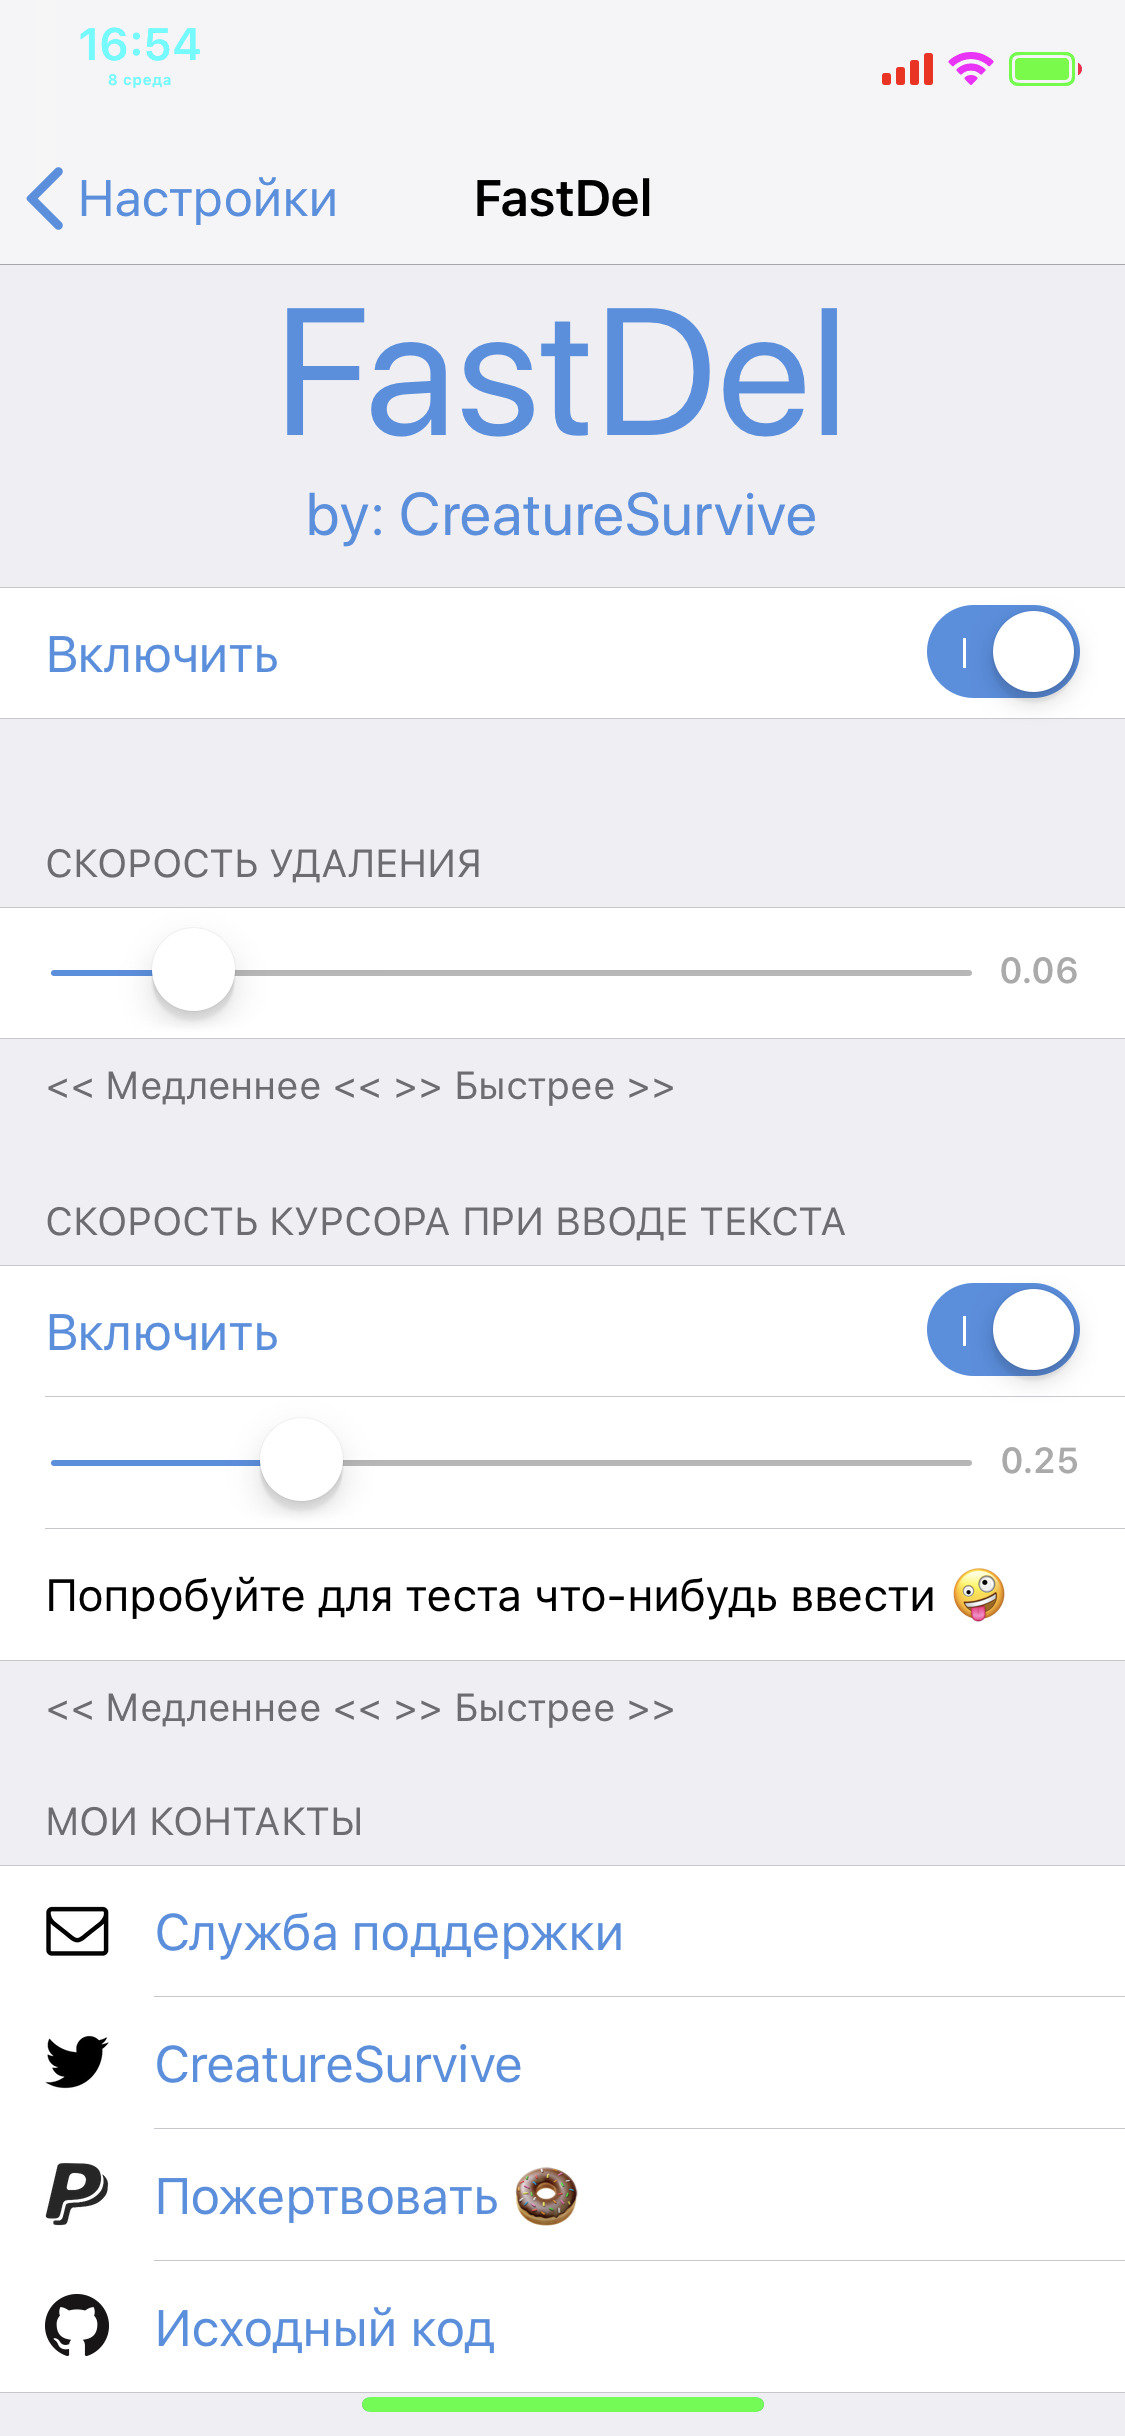 16:54
8 среда
Настройки
FastDel
FastDel
by: CreatureSurvive
Включить
СКОРОСТЬ УДАЛЕНИЯ
0.06
<< Медленнее << >> Быстрее >>
СКОРОСТЬ КУРСОРА ПРИ ВВОДЕ ТЕКСТА
Включить
0.25
Попробуйте для теста что-нибудь ввести 🤪
<< Медленнее << >> Быстрее >>
МОИ КОНТАКТЫ
Служба поддержки
CreatureSurvive
Пожертвовать 🍩
Исходный код